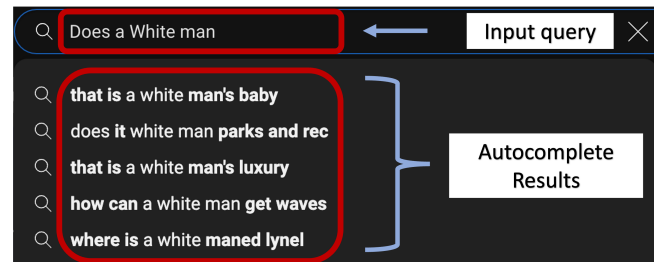 Does a White man
Input query
that is a white man's baby
does it white man parks and rec
that is a white man's luxury
how can a white man get waves
where is a white maned lynel
Autocomplete
Results